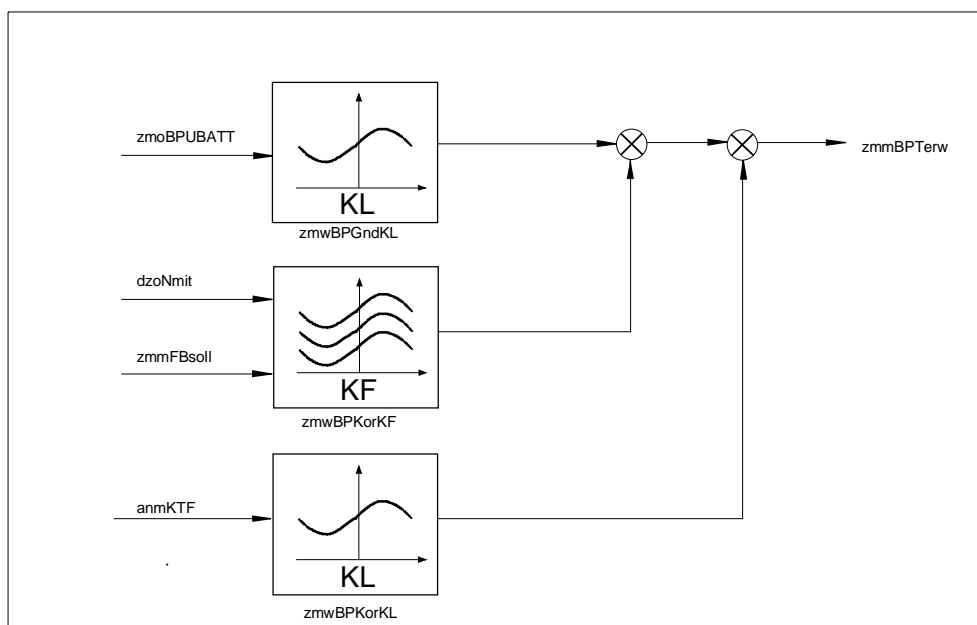 zmoBPUBATT
KL
zmwBPGndKL
zmmBPTerw
dzoNmit
zmmFBsoll
KF
zmwBPKorKF
anmKTF
KL
zmwBPKorKL